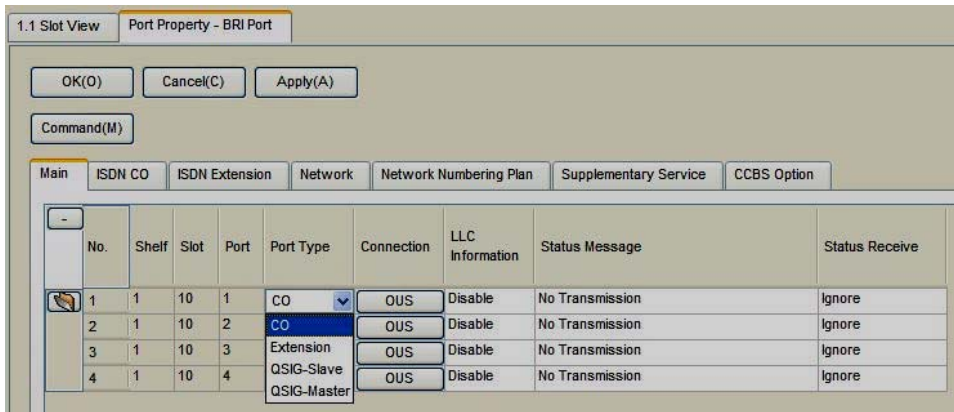 1.1 Slot View Port Property - BRI Port
OK(O) Cancel(C) Apply(A)
Command(M)
Main ISDN CO ISDN Extension Network Network Numbering Plan Supplementary Service CCBS Option
- No. Shelf Slot Port Port Type Connection LLC Information Status Message Status Receive
1 1 10 1 CO OUS Disable No Transmission Ignore
2 1 10 2 CO OUS Disable No Transmission Ignore
3 1 10 3 Extension OUS Disable No Transmission Ignore
QSIG-Slave
4 1 10 4 OUS Disable No Transmission Ignore
QSIG-Master